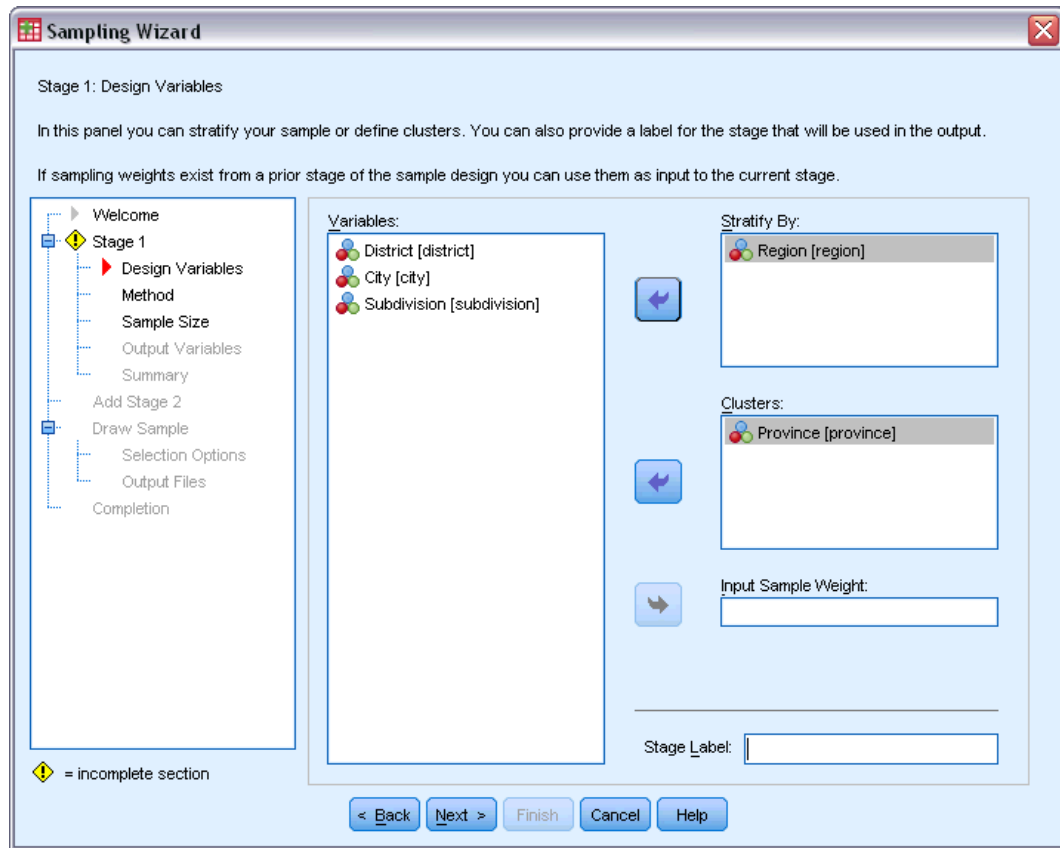 Sampling Wizard
Stage 1: Design Variables
In this panel you can stratify your sample or define clusters. You can also provide a label for the stage that will be used in the output.
If sampling weights exist from a prior stage of the sample design you can use them as input to the current stage.
Welcome
Stage 1
Design Variables
Method
Sample Size
Output Variables
Summary
Add Stage 2
Draw Sample
Selection Options
Output Files
Completion
! = incomplete section
Variables:
District [district]
City [city]
Subdivision [subdivision]
Stratify By:
Region [region]
Clusters:
Province [province]
Input Sample Weight:
Stage Label:
< Back
Next >
Finish
Cancel
Help